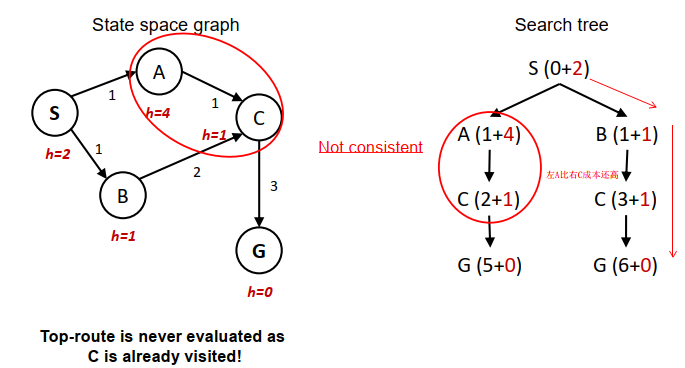 State space graph
Search tree
S
A
B
C
G
1
1
1
2
3
h=2
h=4
h=1
h=1
h=0
Not consistent
S (0+2)
A (1+4)
B (1+1)
左A比右C成本还高
C (2+1)
C (3+1)
G (5+0)
G (6+0)
Top-route is never evaluated as
C is already visited!